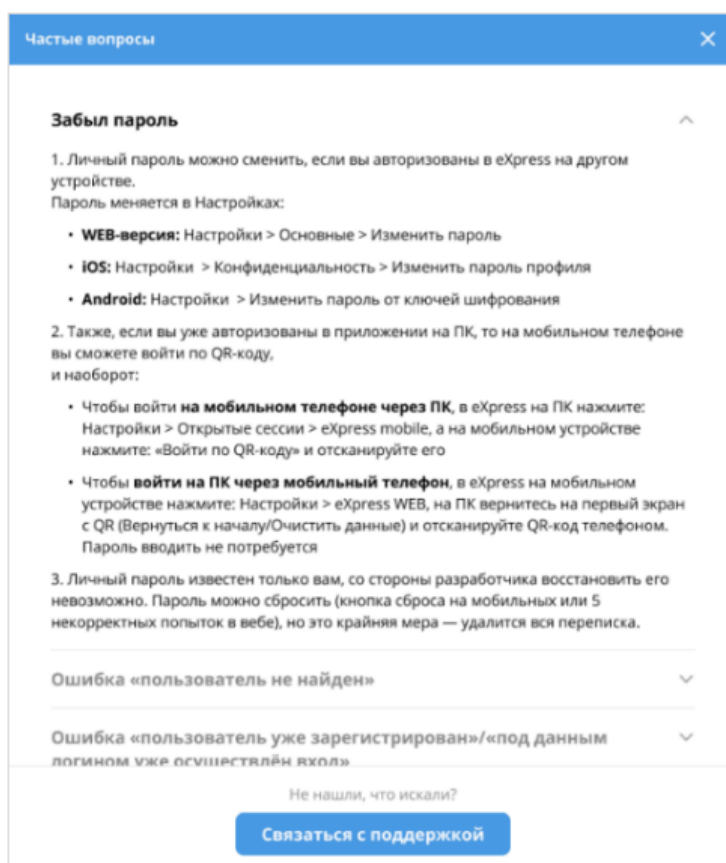 Частые вопросы
Забыл пароль
1. Личный пароль можно сменить, если вы авторизованы в eXpress на другом
устройстве.
Пароль меняется в Настройках:
• WEB-версия: Настройки > Основные > Изменить пароль
• iOS: Настройки > Конфиденциальность > Изменить пароль профиля
• Android: Настройки > Изменить пароль от ключей шифрования
2. Также, если вы уже авторизованы в приложении на ПК, то на мобильном телефоне
вы сможете войти по QR-коду,
и наоборот:
• Чтобы войти на мобильном телефоне через ПК, в eXpress на ПК нажмите:
Настройки > Открытые сессии > eXpress mobile, а на мобильном устройстве
нажмите: «Войти по QR-коду» и отсканируйте его
• Чтобы войти на ПК через мобильный телефон, в eXpress на мобильном
устройстве нажмите: Настройки > eXpress WEB, на ПК вернитесь на первый экран
с QR (Вернуться к началу/Очистить данные) и отсканируйте QR-код телефоном.
Пароль вводить не потребуется
3. Личный пароль известен только вам, со стороны разработчика восстановить его
невозможно. Пароль можно сбросить (кнопка сброса на мобильных или 5
некорректных попыток в вебе), но это крайняя мера — удалится вся переписка.
Ошибка «пользователь не найден»
Ошибка «пользователь уже зарегистрирован»/«под данным
логином уже осуществлён вход»
Не нашли, что искали?
Связаться с поддержкой